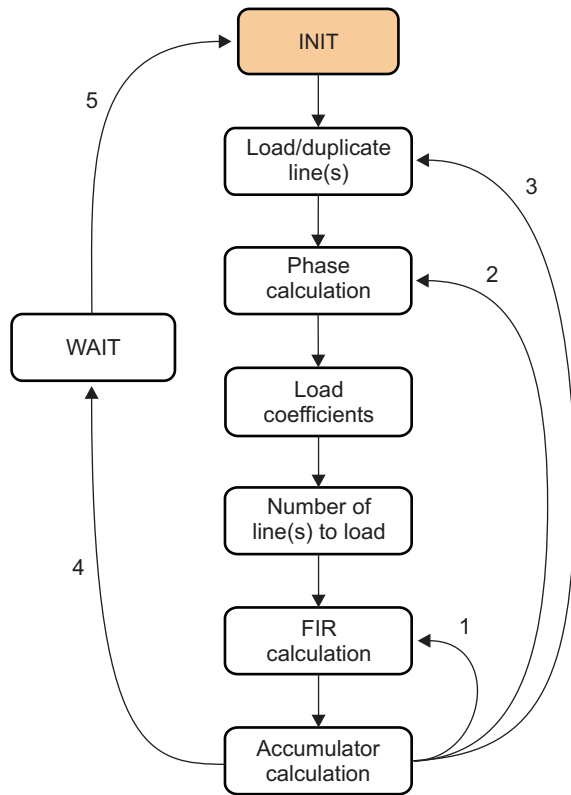 INIT
5
Load/duplicate
line(s)
3
Phase
calculation
2
WAIT
Load
coefficients
Number of
line(s) to load
4
FIR
calculation
1
Accumulator
calculation